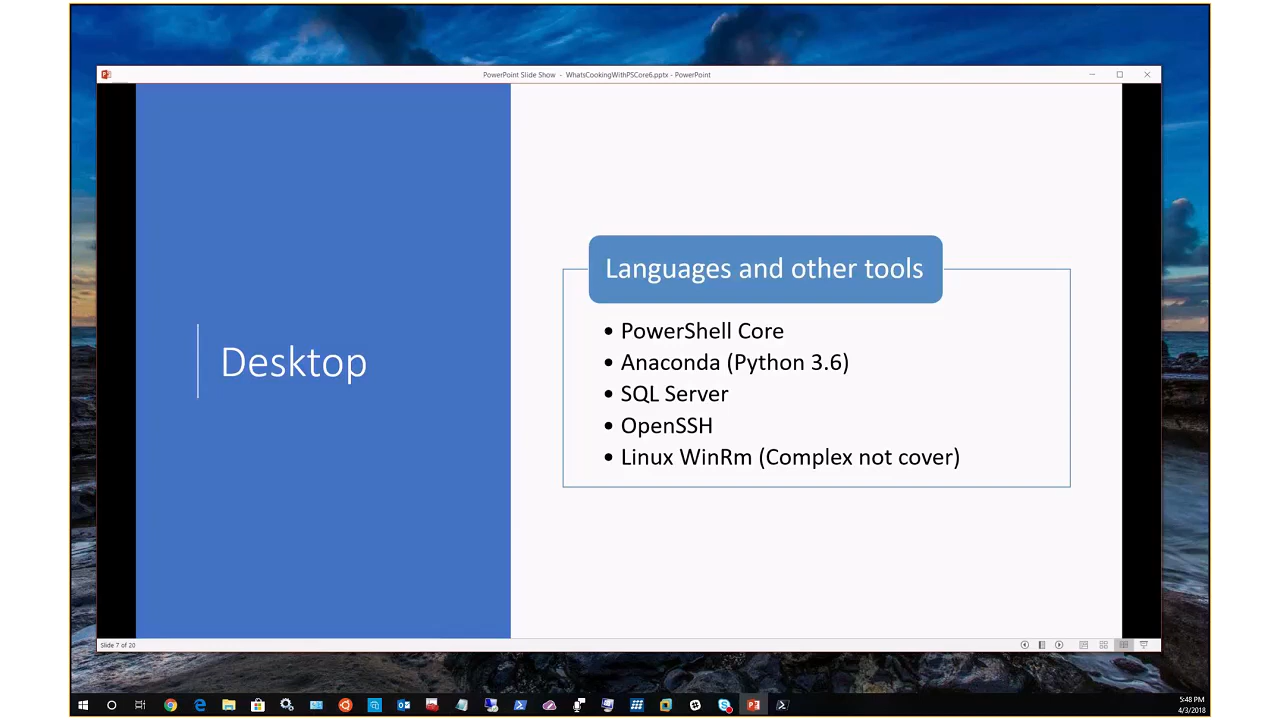 PowerPoint Slide Show - WhatsCookingWithPSCore6.pptx - PowerPoint
Desktop
Languages and other tools
• PowerShell Core
• Anaconda (Python 3.6)
• SQL Server
• OpenSSH
• Linux WinRm (Complex not cover)
Slide 7 of 20
5:48 PM
4/3/2018